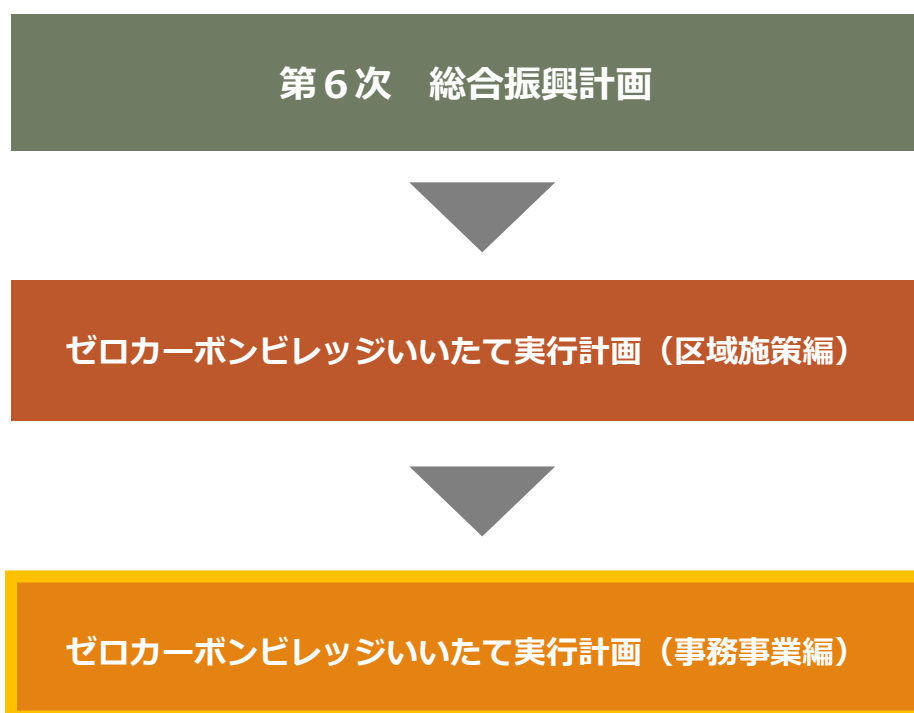 第６次　総合振興計画
ゼロカーボンビレッジいいたて実行計画（区域施策編）
ゼロカーボンビレッジいいたて実行計画（事務事業編）